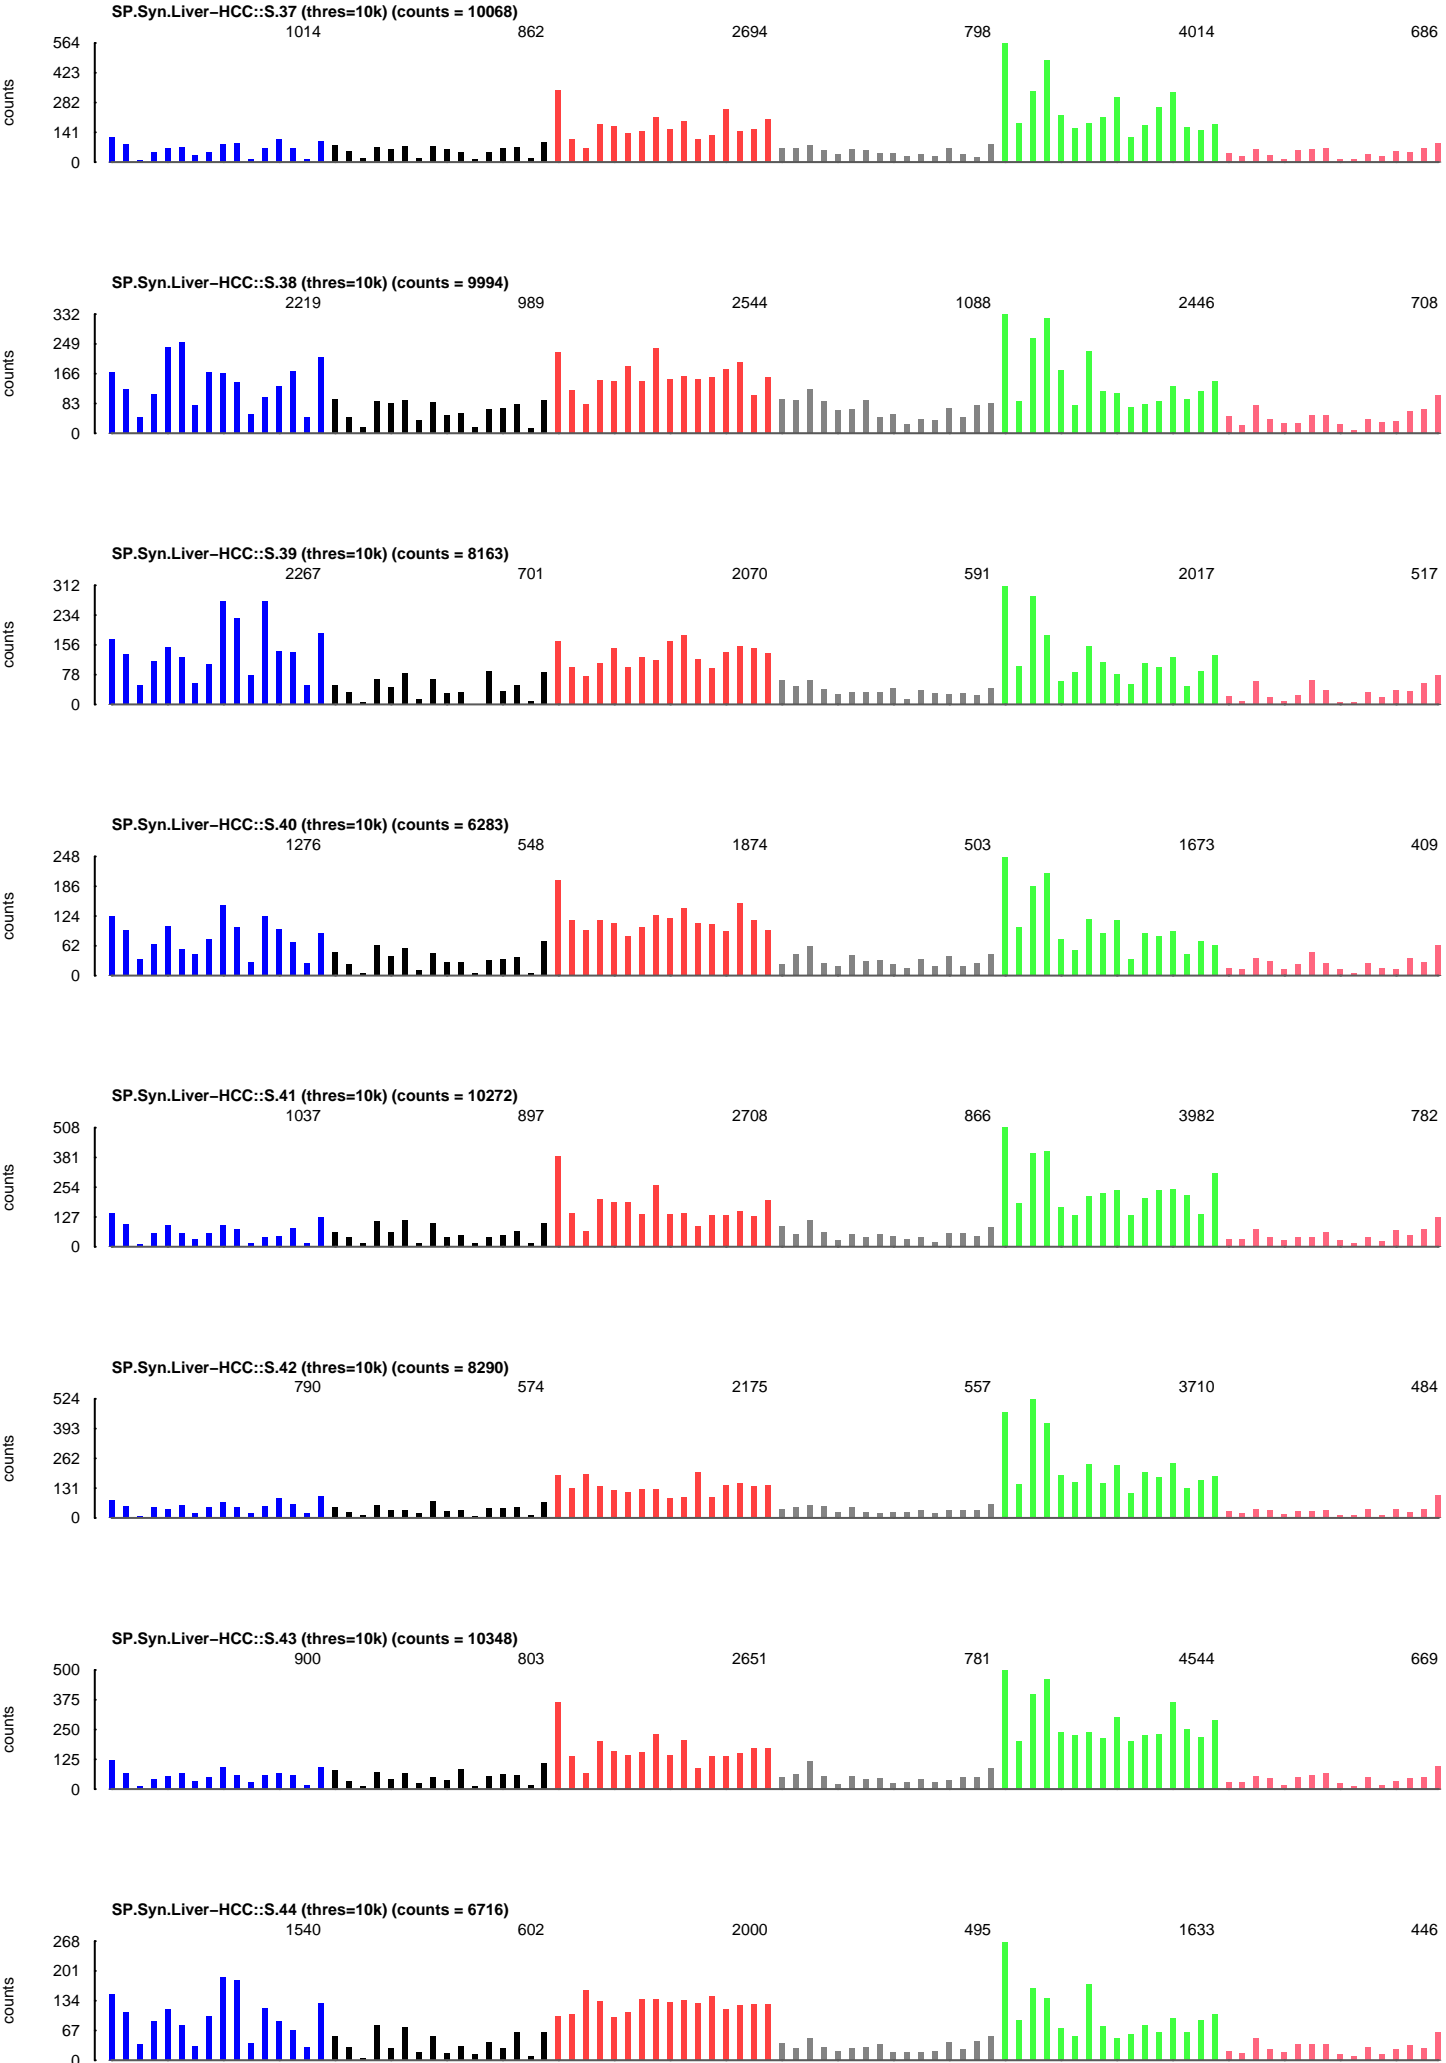 SP.Syn.Liver−HCC::S.37 (thres=10k) (counts = 10068)
1014 862 2694 798 4014 686
564
423
282
141
0
counts
SP.Syn.Liver−HCC::S.38 (thres=10k) (counts = 9994)
2219 989 2544 1088 2446 708
332
249
166
83
0
counts
SP.Syn.Liver−HCC::S.39 (thres=10k) (counts = 8163)
2267 701 2070 591 2017 517
312
234
156
78
0
counts
SP.Syn.Liver−HCC::S.40 (thres=10k) (counts = 6283)
1276 548 1874 503 1673 409
248
186
124
62
0
counts
SP.Syn.Liver−HCC::S.41 (thres=10k) (counts = 10272)
1037 897 2708 866 3982 782
508
381
254
127
0
counts
SP.Syn.Liver−HCC::S.42 (thres=10k) (counts = 8290)
790 574 2175 557 3710 484
524
393
262
131
0
counts
SP.Syn.Liver−HCC::S.43 (thres=10k) (counts = 10348)
900 803 2651 781 4544 669
500
375
250
125
0
counts
SP.Syn.Liver−HCC::S.44 (thres=10k) (counts = 6716)
1540 602 2000 495 1633 446
268
201
134
67
0
counts